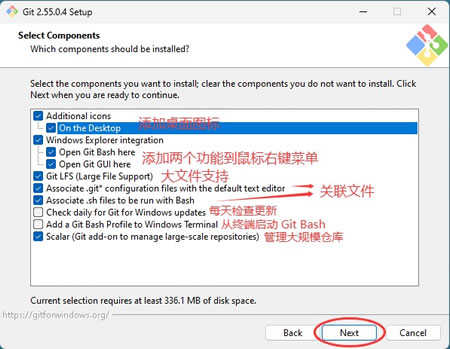 Git 2.55.0.4 Setup
Select Components
Which components should be installed?
Select the components you want to install; clear the components you do not want to install. Click
Next when you are ready to continue.
Additional icons
On the Desktop 添加桌面图标
Windows Explorer integration
Open Git Bash here 添加两个功能到鼠标右键菜单
Open Git GUI here
Git LFS (Large File Support) 大文件支持
Associate .git* configuration files with the default text editor 关联文件
Associate .sh files to be run with Bash
Check daily for Git for Windows updates 每天检查更新
Add a Git Bash Profile to Windows Terminal 从终端启动 Git Bash
Scalar (Git add-on to manage large-scale repositories) 管理大规模仓库
Current selection requires at least 336.1 MB of disk space.
https://gitforwindows.org/
Back Next Cancel